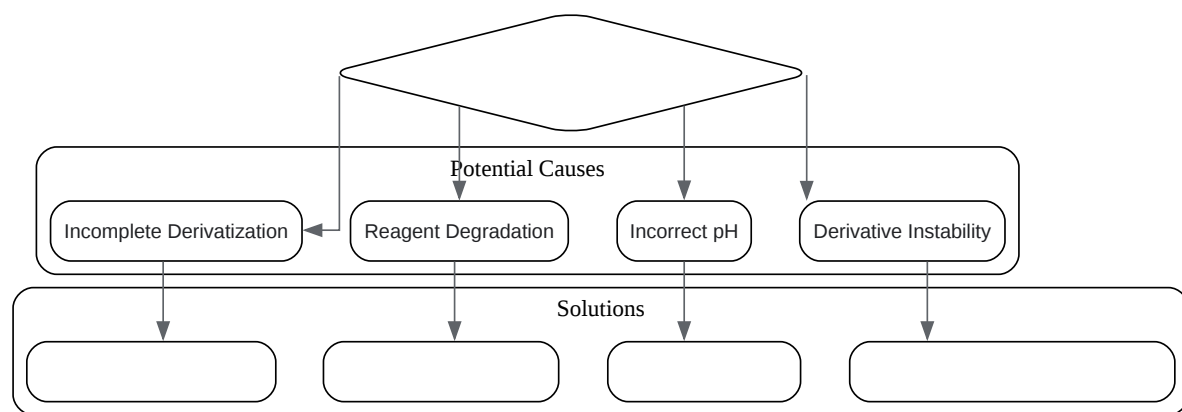 Potential Causes
Incomplete Derivatization
Reagent Degradation
Incorrect pH
Derivative Instability
Solutions